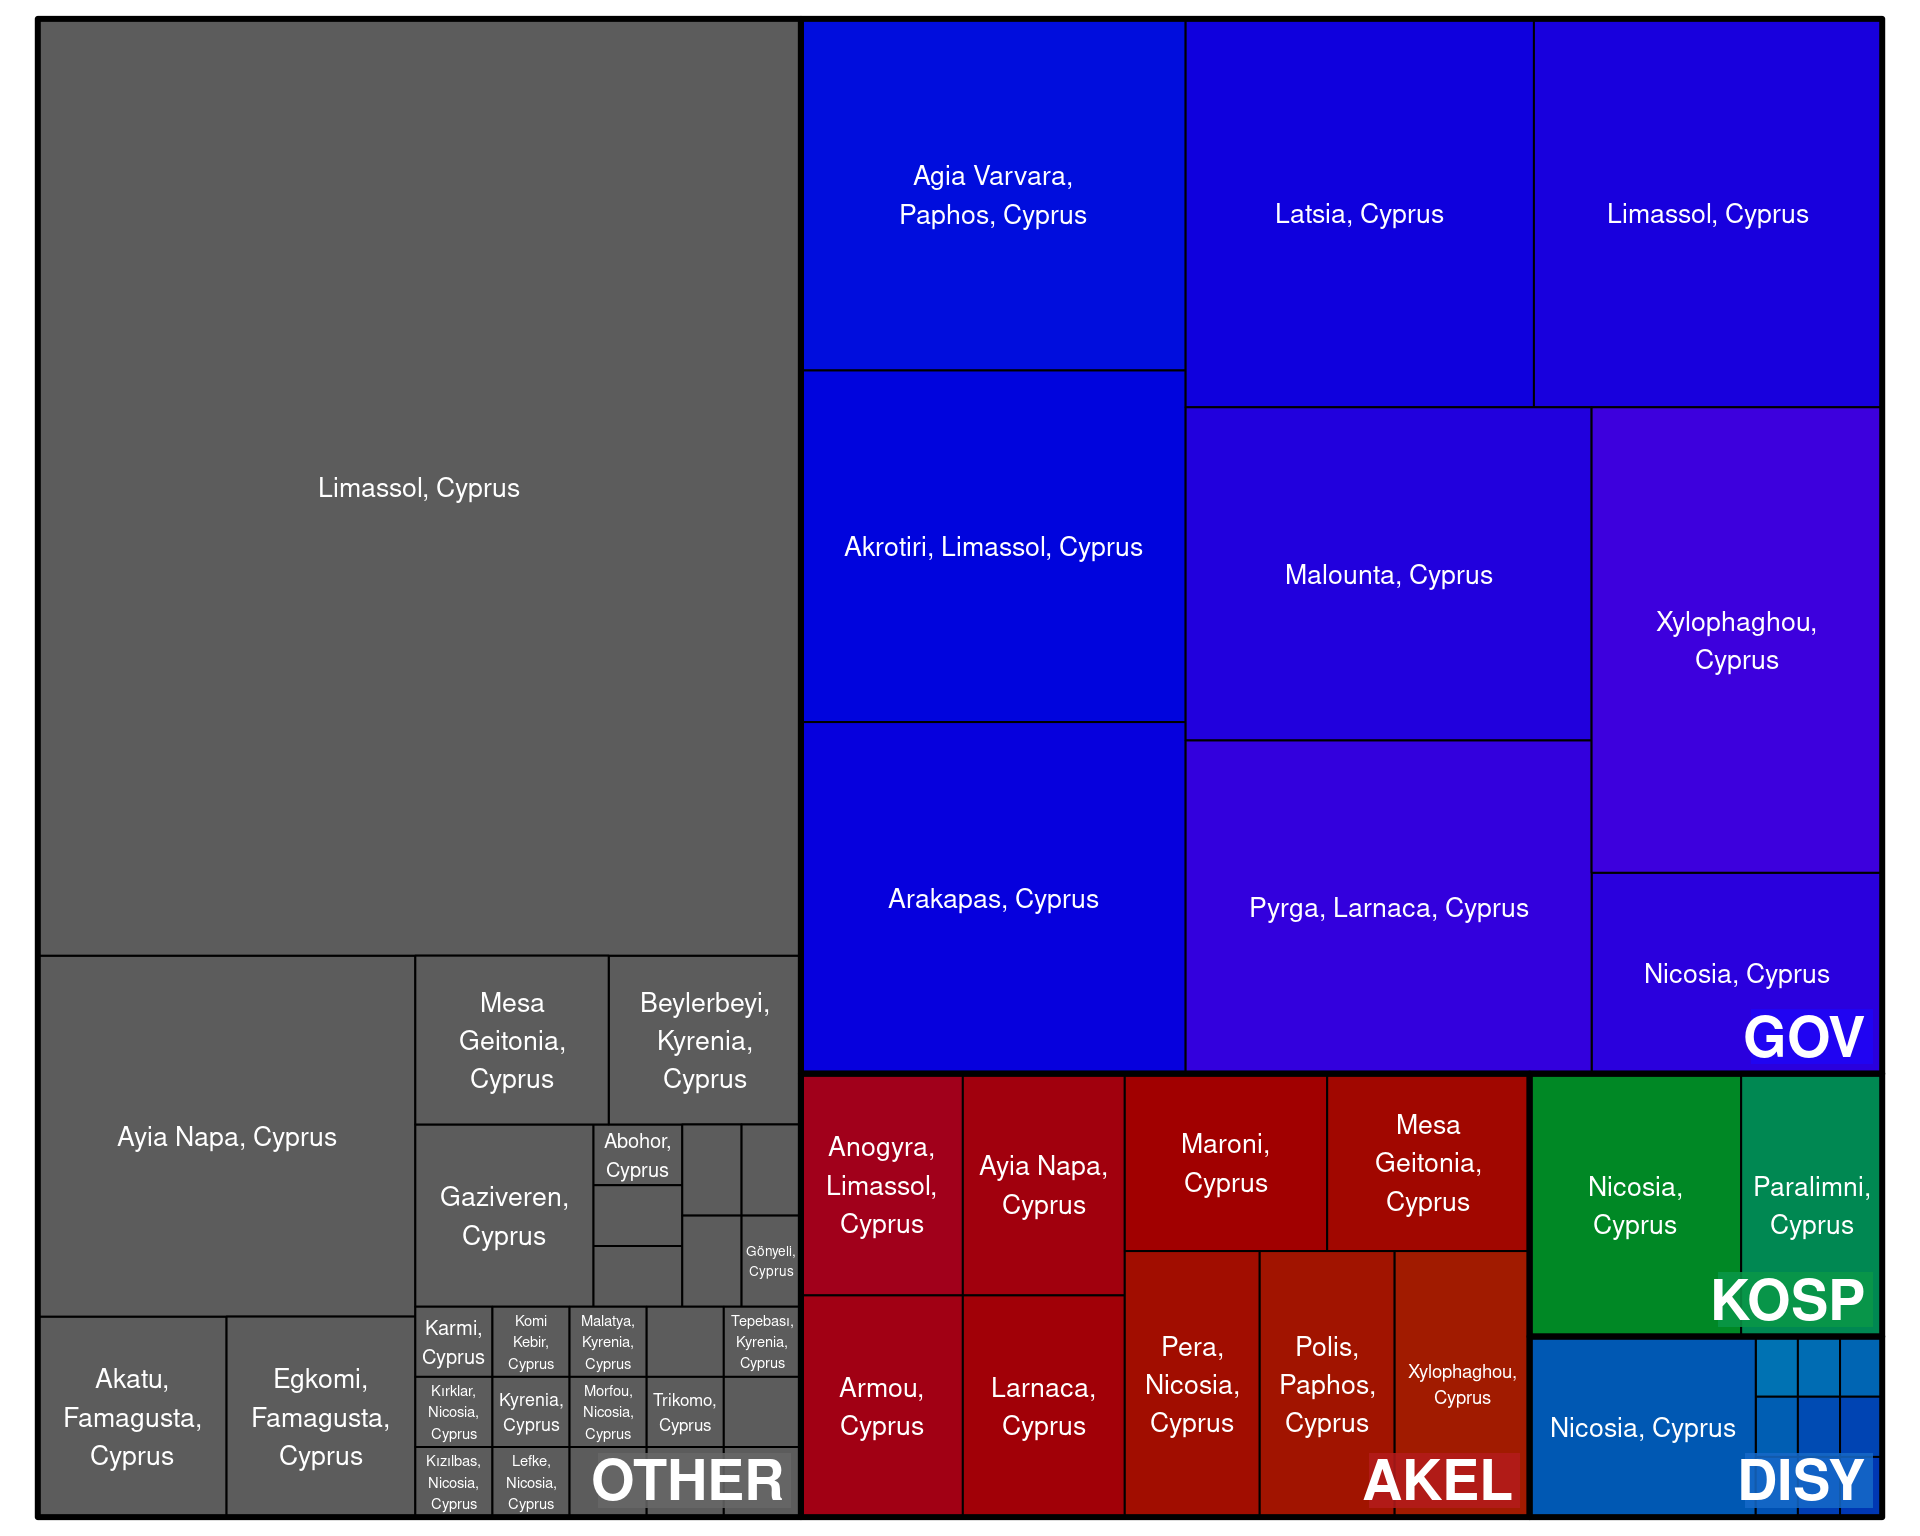 Limassol, Cyprus
Ayia Napa, Cyprus
Mesa
Geitonia,
Cyprus
Beylerbeyi,
Kyrenia,
Cyprus
Gaziveren,
Cyprus
Abohor,
Cyprus
Gönyeli,
Cyprus
Akatu,
Famagusta,
Cyprus
Egkomi,
Famagusta,
Cyprus
Karmi,
Cyprus
Komi
Kebir,
Cyprus
Malatya,
Kyrenia,
Cyprus
Tepebası,
Kyrenia,
Cyprus
Kırklar,
Nicosia,
Cyprus
Kyrenia,
Cyprus
Morfou,
Nicosia,
Cyprus
Trikomo,
Cyprus
Kızılbas,
Nicosia,
Cyprus
Lefke,
Nicosia,
Cyprus
OTHER
Agia Varvara,
Paphos, Cyprus
Latsia, Cyprus
Limassol, Cyprus
Akrotiri, Limassol, Cyprus
Malounta, Cyprus
Xylophaghou,
Cyprus
Arakapas, Cyprus
Pyrga, Larnaca, Cyprus
Nicosia, Cyprus
GOV
Anogyra,
Limassol,
Cyprus
Ayia Napa,
Cyprus
Maroni,
Cyprus
Mesa
Geitonia,
Cyprus
Armou,
Cyprus
Larnaca,
Cyprus
Pera,
Nicosia,
Cyprus
Polis,
Paphos,
Cyprus
Xylophaghou,
Cyprus
AKEL
Nicosia,
Cyprus
Paralimni,
Cyprus
KOSP
Nicosia, Cyprus
DISY